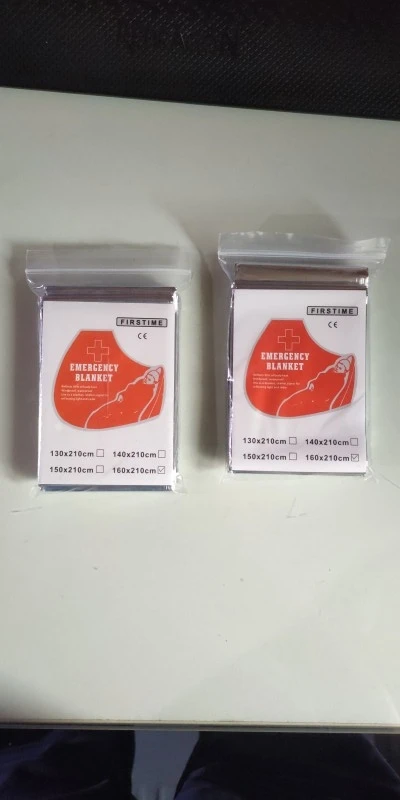 FIRSTIME
CE
EMERGENCY
BLANKET
130x210cm 140x210cm
150x210cm 160x210cm
FIRSTIME
CE
EMERGENCY
BLANKET
130x210cm 140x210cm
150x210cm 160x210cm